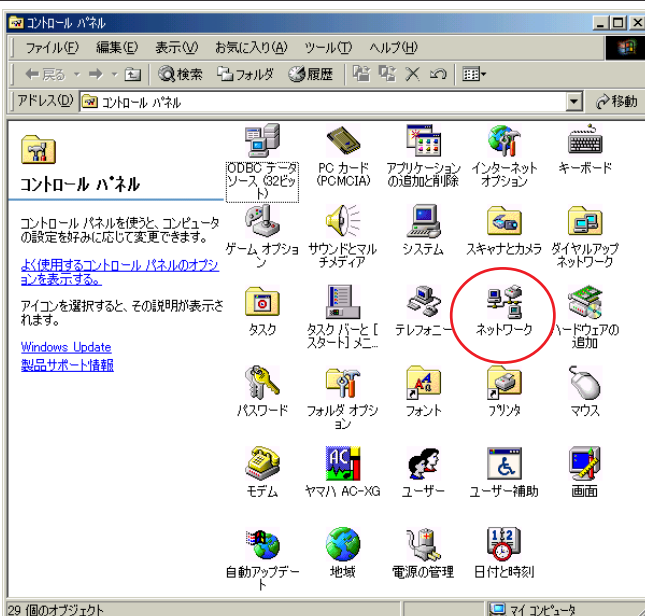 コントロール パネル
ファイル(F) 編集(E) 表示(V) お気に入り(A) ツール(T) ヘルプ(H)
戻る 検索 フォルダ 履歴
アドレス(D) コントロール パネル 移動
コントロール パネル
コントロール パネルを使うと、コンピュータ
の設定を好みに応じて変更できます。
よく使用するコントロール パネルのオプシ
ョンを表示する。
アイコンを選択すると、その説明が表示さ
れます。
Windows Update
製品サポート情報
ODBC データ
ソース (32ビッ
ト)
PC カード
(PCMCIA)
アプリケーション
の追加と削除
インターネット
オプション
キーボード
ゲーム オプショ
ン
サウンドとマル
チメディア
システム
スキャナとカメラ
ダイヤルアップ
ネットワーク
タスク
タスク バーと [
スタート] メニ...
テレフォニー
ネットワーク
ハードウェアの
追加
パスワード
フォルダ オプシ
ョン
フォント
プリンタ
マウス
モデム
ヤマハ AC-XG
ユーザー
ユーザー補助
画面
自動アップデー
ト
地域
電源の管理
日付と時刻
29 個のオブジェクト
マイ コンピュータ